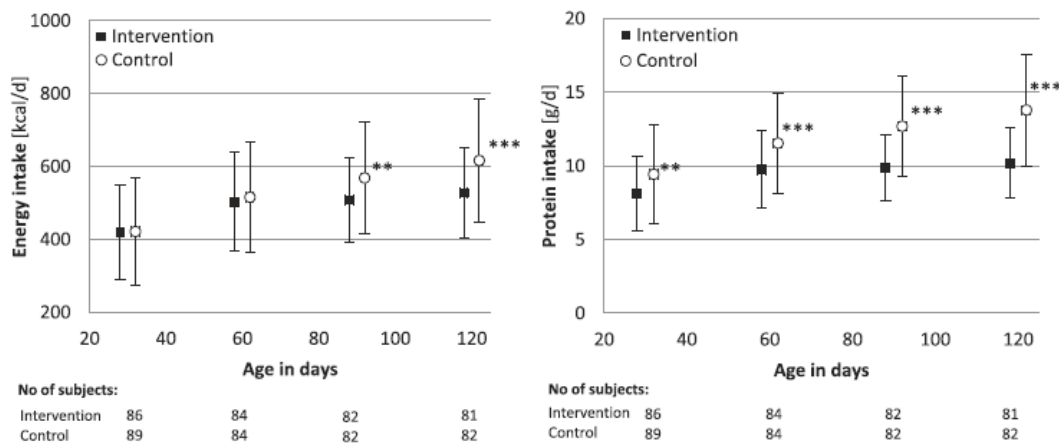 1000
800
600
400
200
Energy intake [kcal/d]
Intervention
Control
**
***
20 40 60 80 100 120
Age in days
No of subjects:
Intervention 86 84 82 81
Control 89 84 82 82
20
15
10
5
0
Protein intake [g/d]
Intervention
Control
**
***
***
***
20 40 60 80 100 120
Age in days
No of subjects:
Intervention 86 84 82 81
Control 89 84 82 82